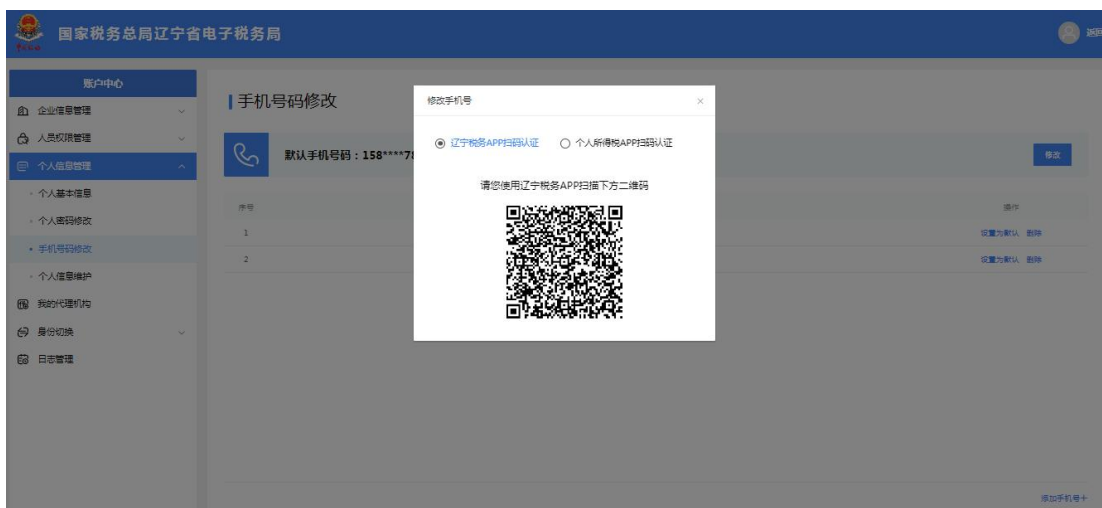 国家税务总局辽宁省电子税务局
账户中心
企业信息管理
人员权限管理
个人信息管理
个人基本信息
个人密码修改
手机号码修改
个人信息维护
我的代理机构
身份切换
日志管理
手机号码修改
默认手机号码：158****78
修改
序号 操作
1 设置为默认 删除
2 设置为默认 删除
添加手机号+
修改手机号 ×
辽宁税务APP扫码认证 个人所得税APP扫码认证
请您使用辽宁税务APP扫描下方二维码